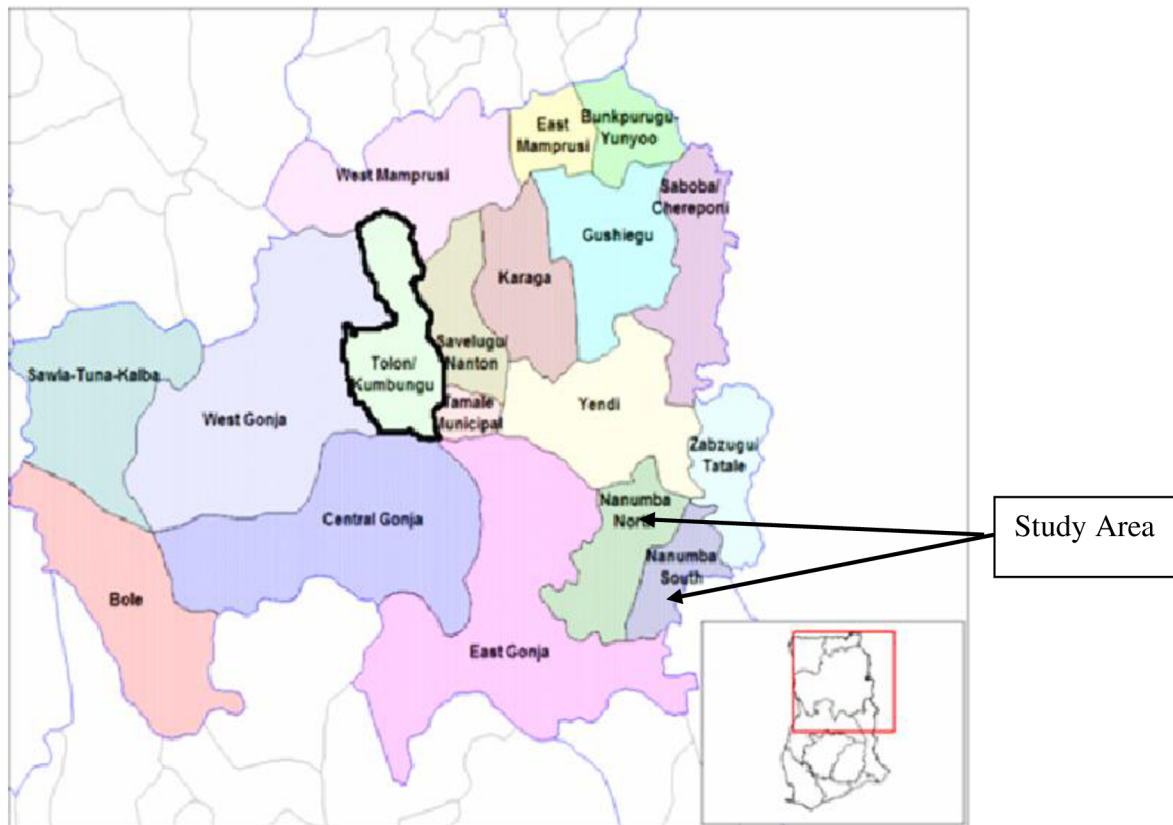 East
Mamprusi
Bunkpurugu-
Yunyoo
West Mamprusi
Saboba/
Chereponi
Gushiegu
Karaga
Savelugu/
Nanton
Tolon/
Kumbungu
Sawla-Tuna-Kalba
West Gonja
Tamale
Municipal
Yendi
Zabzugu/
Tatale
Nanumba
North
Central Gonja
Study Area
Nanumba
South
Bole
East Gonja